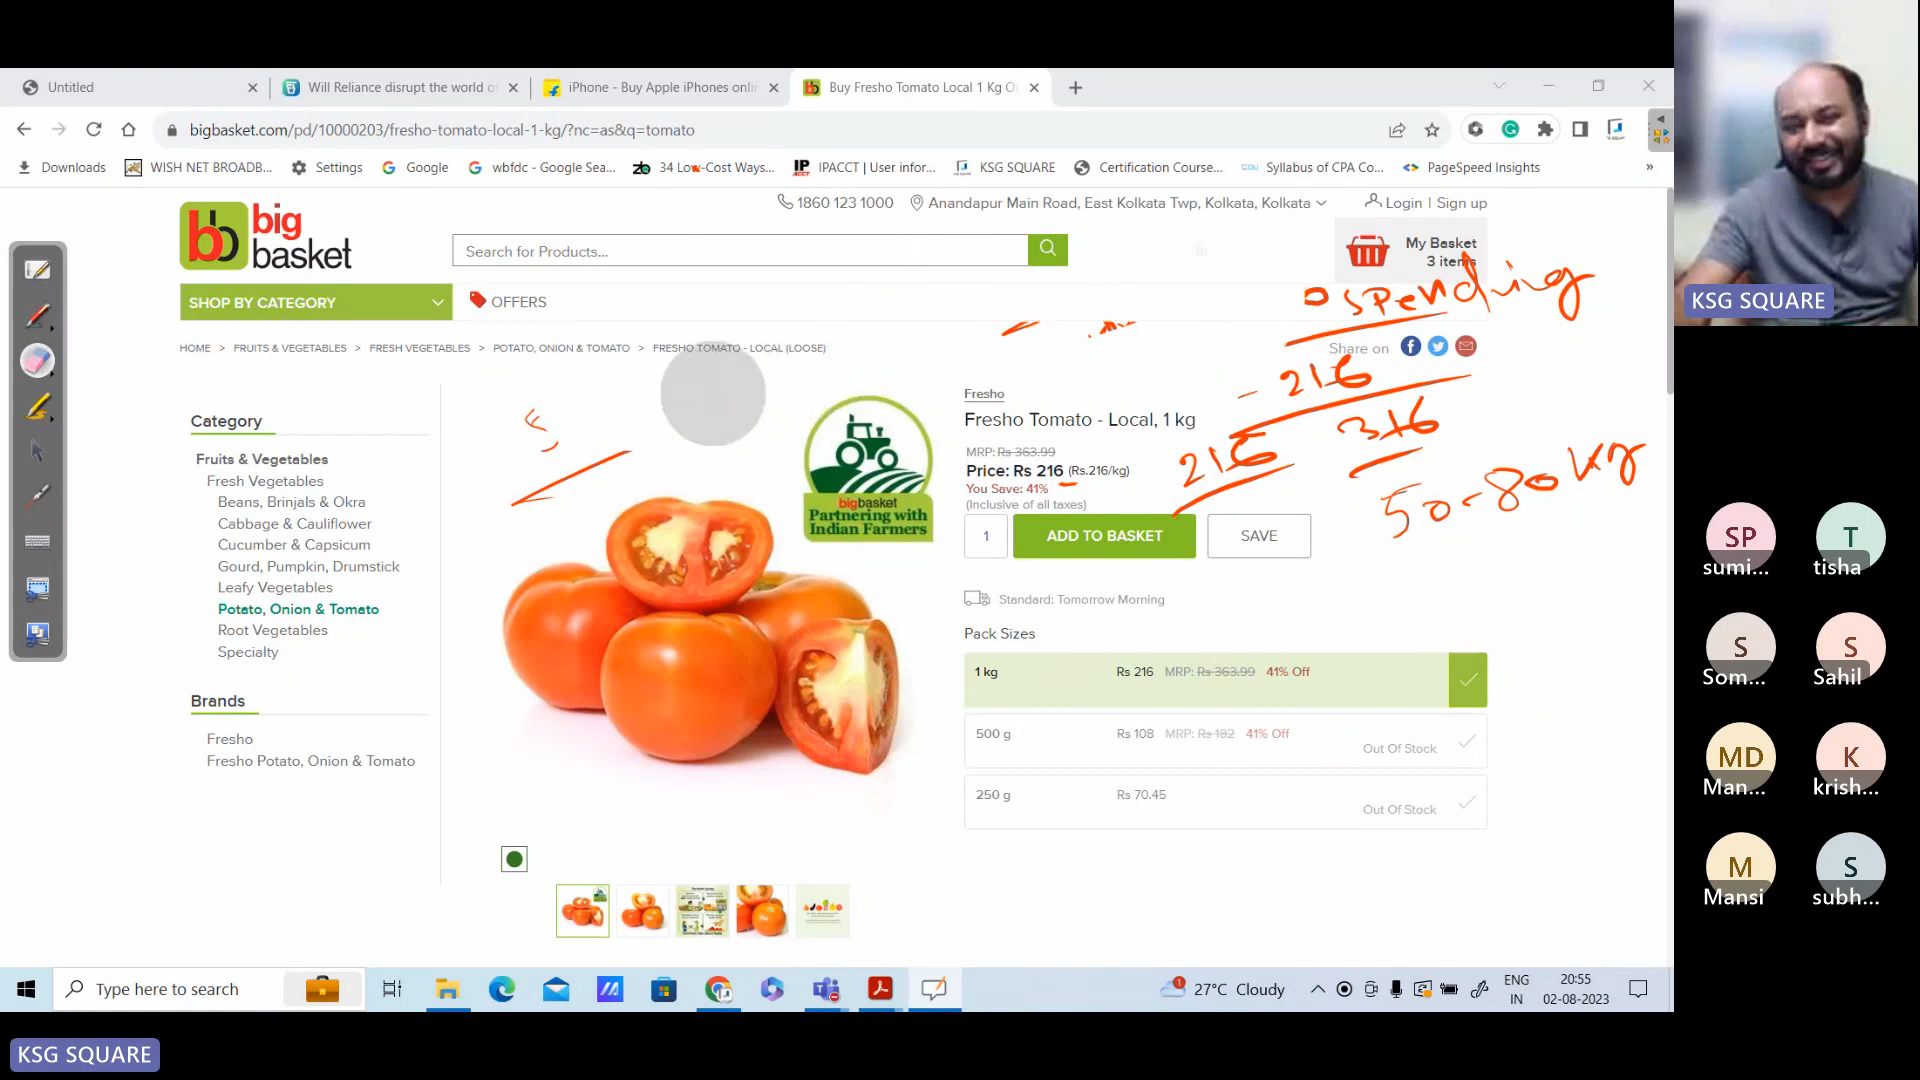 Untitled
Will Reliance disrupt the world o
iPhone - Buy Apple iPhones onli
Buy Fresho Tomato Local 1 Kg O
bigbasket.com/pd/10000203/fresho-tomato-local-1-kg/?nc=as&q=tomato
Downloads
WISH NET BROADB...
Settings
Google
wbfdc - Google Sea...
34 Low-Cost Ways...
IPACCT | User infor...
KSG SQUARE
Certification Course...
Syllabus of CPA Co...
PageSpeed Insights
»
1860 123 1000
Anandapur Main Road, East Kolkata Twp, Kolkata, Kolkata
Login | Sign up
KSG SQUARE
bb big basket
Search for Products...
My Basket
3 items
SHOP BY CATEGORY
OFFERS
spending
HOME > FRUITS & VEGETABLES > FRESH VEGETABLES > POTATO, ONION & TOMATO > FRESHO TOMATO - LOCAL (LOOSE)
Share on
- 216
316
216
50-80 kg
Category
Fruits & Vegetables
Fresh Vegetables
Beans, Brinjals & Okra
Cabbage & Cauliflower
Cucumber & Capsicum
Gourd, Pumpkin, Drumstick
Leafy Vegetables
Potato, Onion & Tomato
Root Vegetables
Specialty
Brands
Fresho
Fresho Potato, Onion & Tomato
bigbasket
Partnering with
Indian Farmers
Fresho
Fresho Tomato - Local, 1 kg
MRP: Rs 363.99
Price: Rs 216 (Rs.216/kg)
You Save: 41%
(Inclusive of all taxes)
1
ADD TO BASKET
SAVE
Standard: Tomorrow Morning
Pack Sizes
1 kg Rs 216 MRP: Rs 363.99 41% Off
500 g Rs 108 MRP: Rs 182 41% Off
Out Of Stock
250 g Rs 70.45
Out Of Stock
SP
sumi...
T
tisha
S
Som...
S
Sahil
MD
Man...
K
krish...
M
Mansi
S
subh...
Type here to search
1
27°C Cloudy
ENG
IN
20:55
02-08-2023
KSG SQUARE